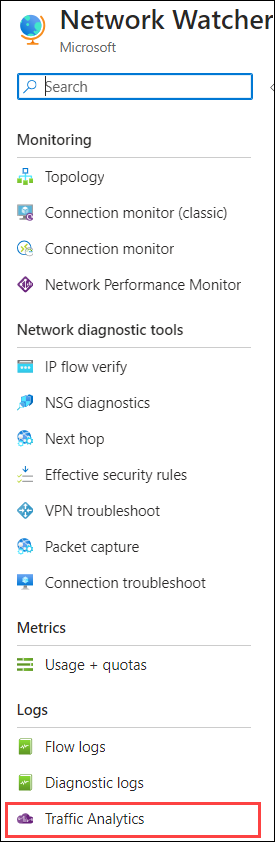 Network Watcher
Microsoft
Search
Monitoring
Topology
Connection monitor (classic)
Connection monitor
Network Performance Monitor
Network diagnostic tools
IP flow verify
NSG diagnostics
Next hop
Effective security rules
VPN troubleshoot
Packet capture
Connection troubleshoot
Metrics
Usage + quotas
Logs
Flow logs
Diagnostic logs
Traffic Analytics